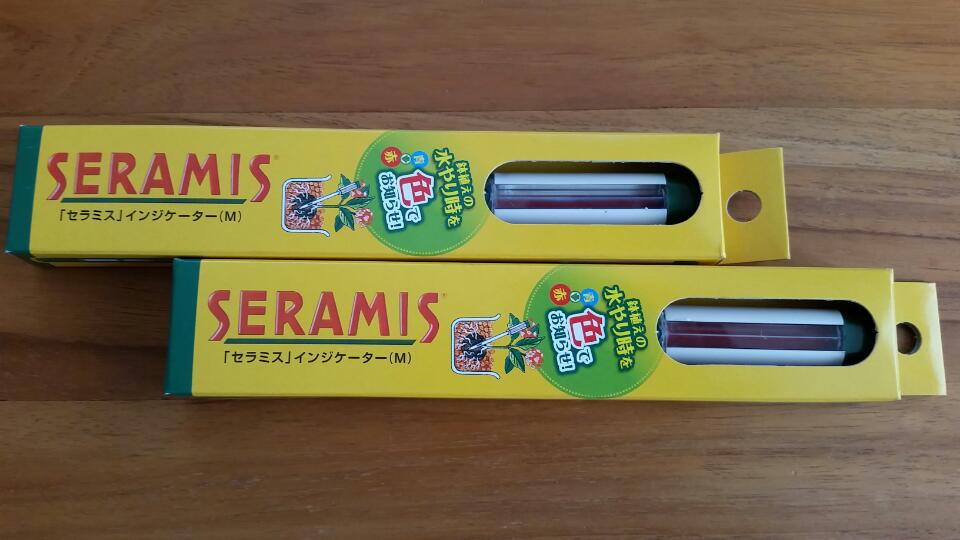 SERAMIS
「セラミス」インジケーター(M)
鉢植えの
水やり時を
青
赤
色で
お知らせ!
SERAMIS
「セラミス」インジケーター(M)
鉢植えの
水やり時を
青
赤
色で
お知らせ!